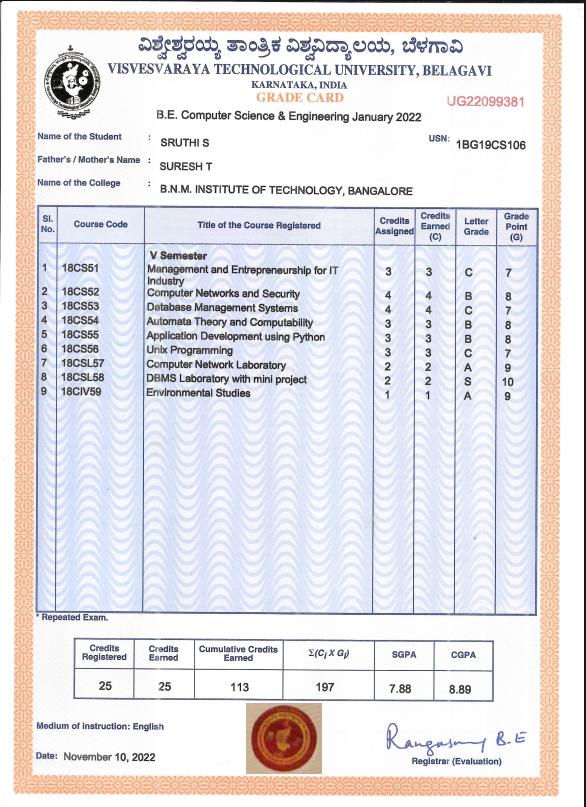 ವಿಶ್ವೇಶ್ವರಯ್ಯ ತಾಂತ್ರಿಕ ವಿಶ್ವವಿದ್ಯಾಲಯ, ಬೆಳಗಾವಿ
VISVESVARAYA TECHNOLOGICAL UNIVERSITY, BELAGAVI
KARNATAKA, INDIA
GRADE CARD
UG22099381
B.E. Computer Science & Engineering January 2022
Name of the Student : SRUTHI S USN: 1BG19CS106
Father's / Mother's Name : SURESH T
Name of the College : B.N.M. INSTITUTE OF TECHNOLOGY, BANGALORE
Sl. No. Course Code Title of the Course Registered Credits Assigned Credits Earned (C) Letter Grade Grade Point (G)
V Semester
1 18CS51 Management and Entrepreneurship for IT Industry 3 3 C 7
2 18CS52 Computer Networks and Security 4 4 B 8
3 18CS53 Database Management Systems 4 4 C 7
4 18CS54 Automata Theory and Computability 3 3 B 8
5 18CS55 Application Development using Python 3 3 B 8
6 18CS56 Unix Programming 3 3 C 7
7 18CSL57 Computer Network Laboratory 2 2 A 9
8 18CSL58 DBMS Laboratory with mini project 2 2 S 10
9 18CIV59 Environmental Studies 1 1 A 9
* Repeated Exam.
Credits Registered Credits Earned Cumulative Credits Earned Σ(Cj X Gj) SGPA CGPA
25 25 113 197 7.88 8.89
Medium of instruction: English
Rangasway B.E
Date: November 10, 2022
Registrar (Evaluation)